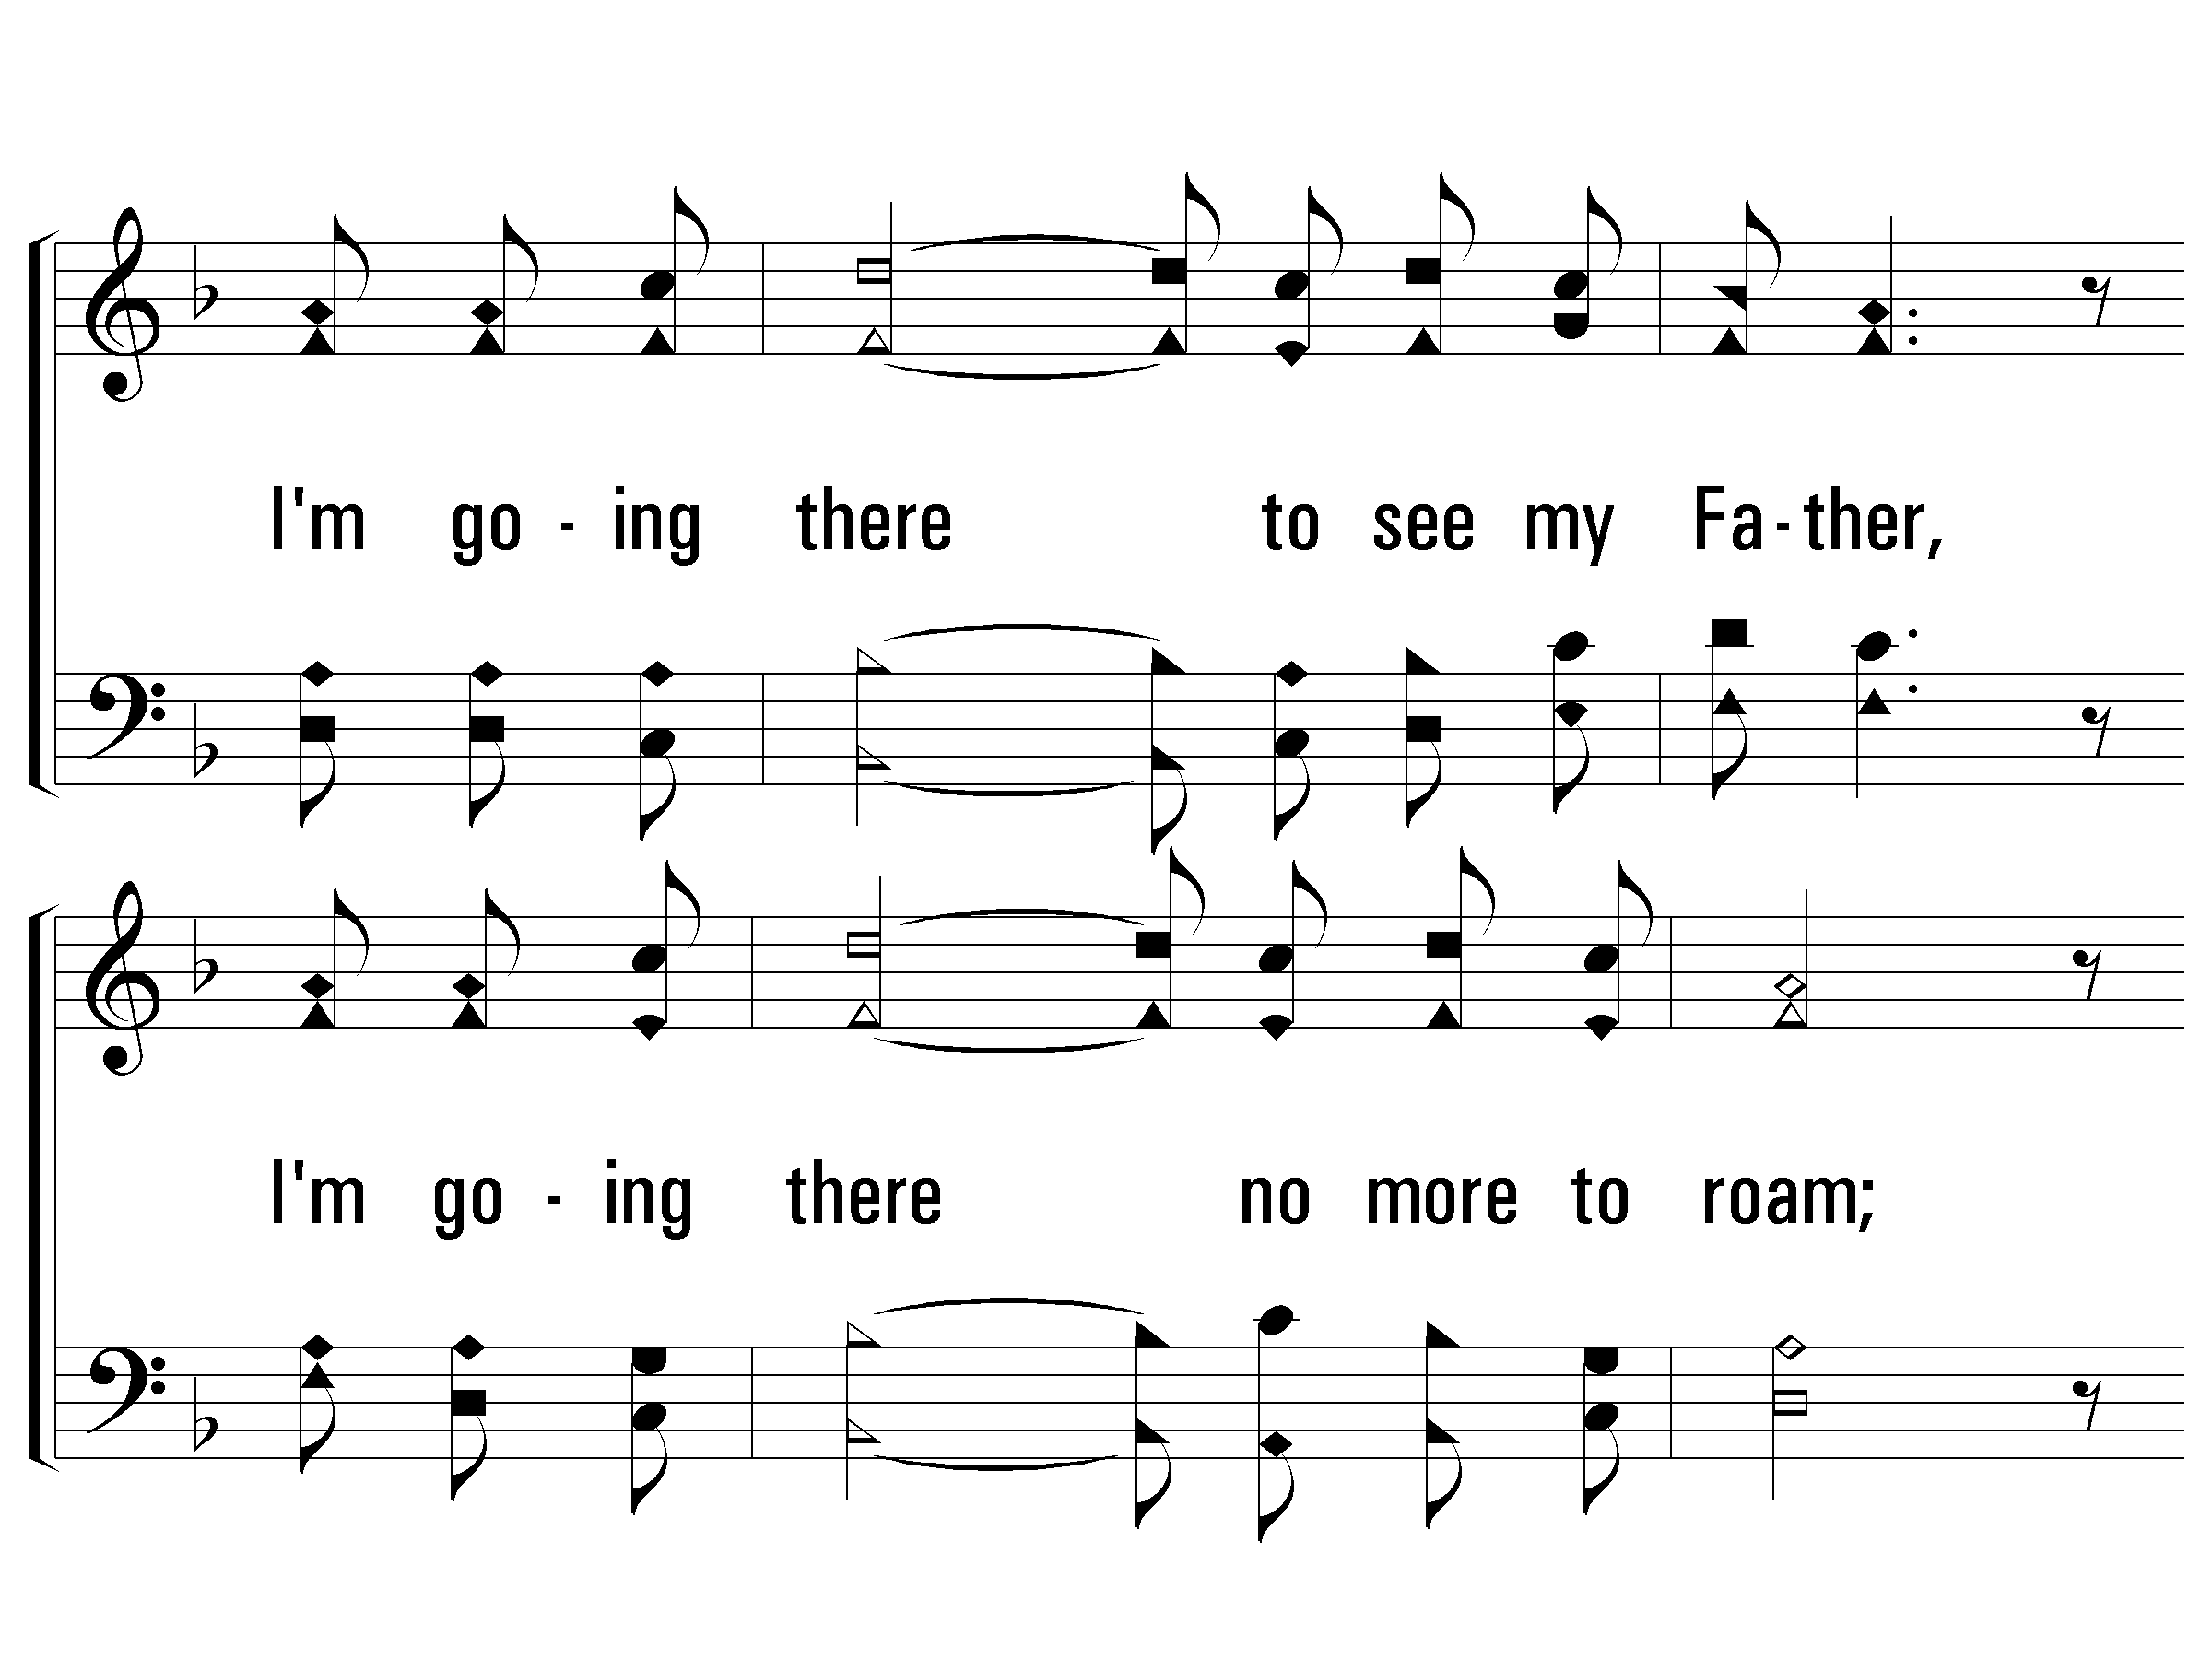 I'm go - ing there to see my Fa - ther,
I'm go - ing there no more to roam;